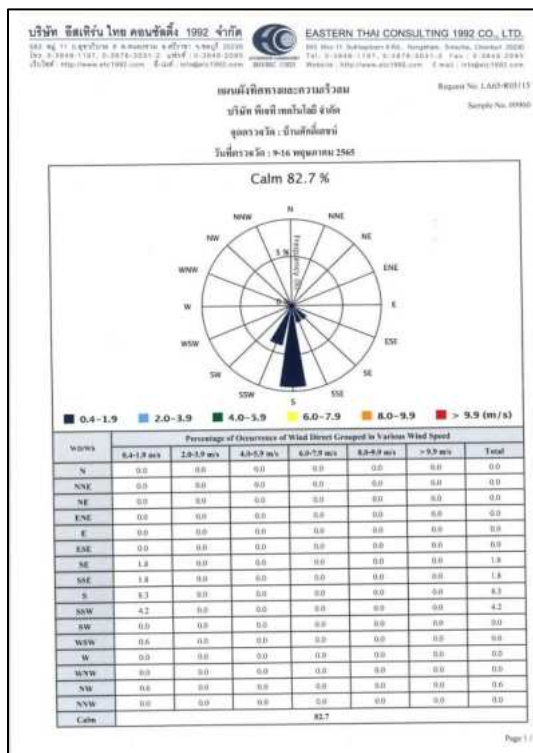 บริษัท อีสเทิร์น ไทย คอนซัลติ้ง 1992 จำกัด
EASTERN THAI CONSULTING 1992 CO., LTD.
แผนผังทิศทางและความเร็วลม
Request No. LA65-R05115
บริษัท พีเจที เทคโนโลยี จำกัด
Sample No. 00960
จุดตรวจวัด : บ้านศักดิ์เดชน์
วันที่ตรวจวัด : 9-16 พฤษภาคม 2565
Calm 82.7 %
N
NNW
NNE
NW
NE
WNW
ENE
W
E
WSW
ESE
SW
SE
SSW
SSE
S
Frequency
5 %
0.4-1.9 2.0-3.9 4.0-5.9 6.0-7.9 8.0-9.9 > 9.9 (m/s)
WD/WS
Percentage of Occurrence of Wind Direct Grouped in Various Wind Speed
0.4-1.9 m/s 2.0-3.9 m/s 4.0-5.9 m/s 6.0-7.9 m/s 8.0-9.9 m/s > 9.9 m/s Total
N 0.0 0.0 0.0 0.0 0.0 0.0 0.0
NNE 0.0 0.0 0.0 0.0 0.0 0.0 0.0
NE 0.0 0.0 0.0 0.0 0.0 0.0 0.0
ENE 0.0 0.0 0.0 0.0 0.0 0.0 0.0
E 0.0 0.0 0.0 0.0 0.0 0.0 0.0
ESE 0.0 0.0 0.0 0.0 0.0 0.0 0.0
SE 1.8 0.0 0.0 0.0 0.0 0.0 1.8
SSE 1.8 0.0 0.0 0.0 0.0 0.0 1.8
S 8.3 0.0 0.0 0.0 0.0 0.0 8.3
SSW 4.2 0.0 0.0 0.0 0.0 0.0 4.2
SW 0.0 0.0 0.0 0.0 0.0 0.0 0.0
WSW 0.6 0.0 0.0 0.0 0.0 0.0 0.6
W 0.0 0.0 0.0 0.0 0.0 0.0 0.0
WNW 0.0 0.0 0.0 0.0 0.0 0.0 0.0
NW 0.6 0.0 0.0 0.0 0.0 0.0 0.6
NNW 0.0 0.0 0.0 0.0 0.0 0.0 0.0
Calm 82.7
Page 1 /